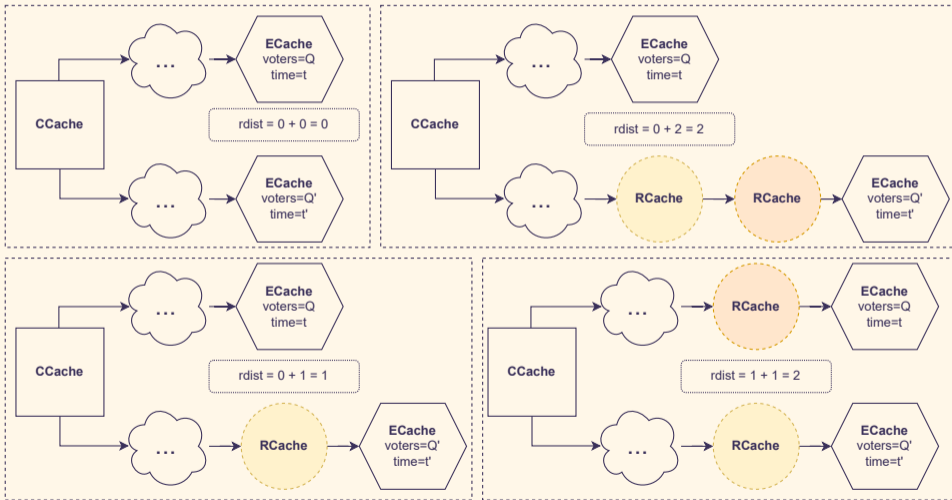 CCache
...
ECache
voters=Q
time=t
rdist = 0 + 0 = 0
...
ECache
voters=Q'
time=t'
CCache
...
ECache
voters=Q
time=t
rdist = 0 + 2 = 2
...
RCache
RCache
ECache
voters=Q'
time=t'
CCache
...
ECache
voters=Q
time=t
rdist = 0 + 1 = 1
...
RCache
ECache
voters=Q'
time=t'
CCache
...
RCache
ECache
voters=Q
time=t
rdist = 1 + 1 = 2
...
RCache
ECache
voters=Q'
time=t'